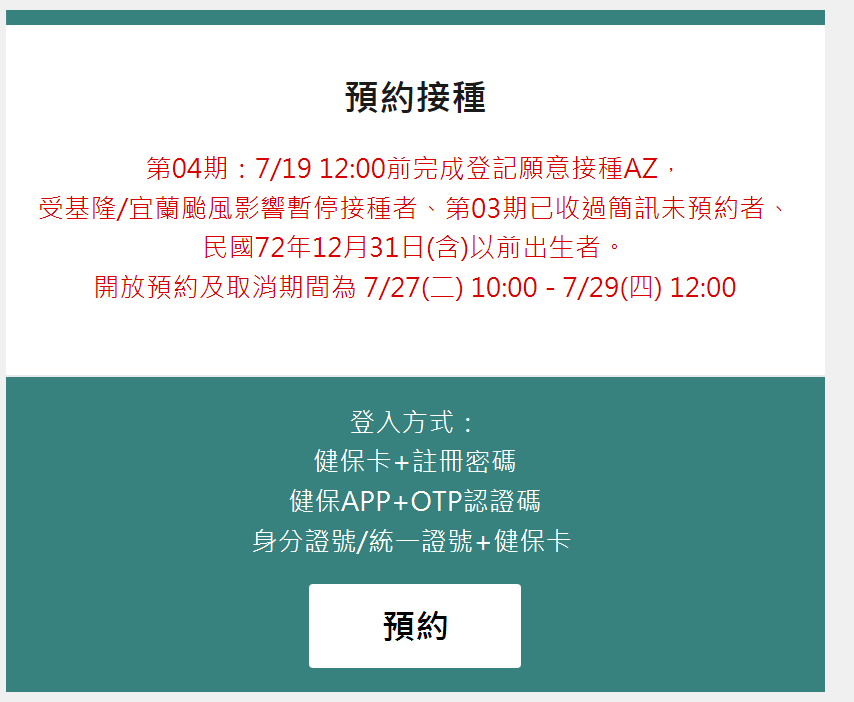 預約接種
第04期：7/19 12:00前完成登記願意接種AZ，
受基隆/宜蘭颱風影響暫停接種者、第03期已收過簡訊未預約者、
民國72年12月31日(含)以前出生者。
開放預約及取消期間為 7/27(二) 10:00 - 7/29(四) 12:00
登入方式：
健保卡+註冊密碼
健保APP+OTP認證碼
身分證號/統一證號+健保卡
預約